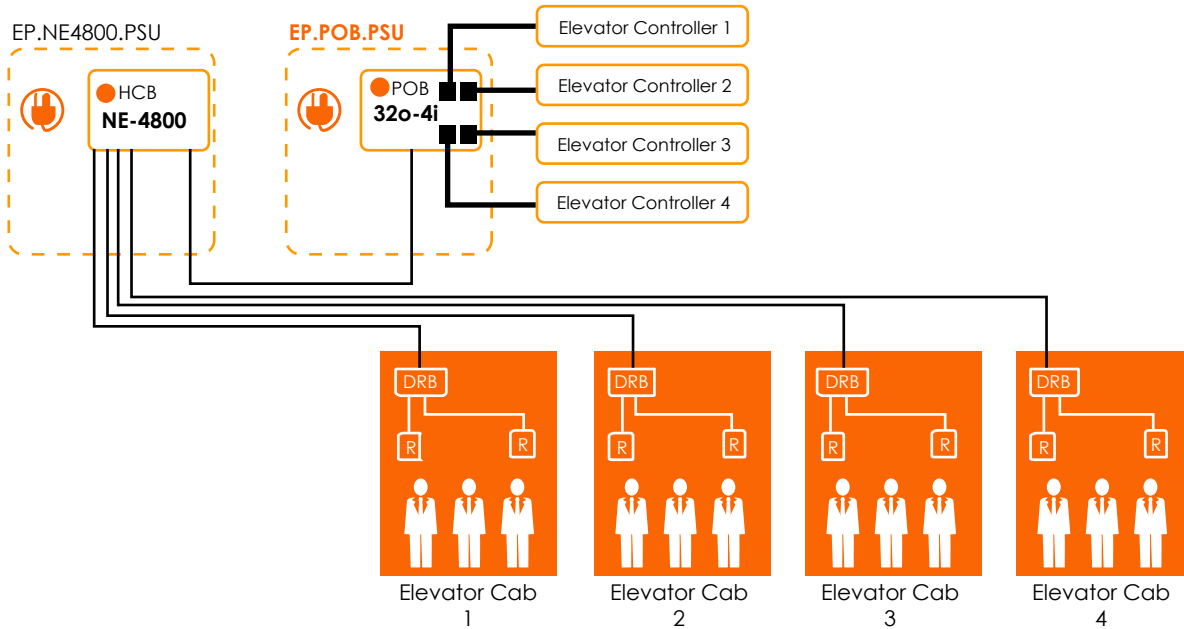 EP.NE4800.PSU
EP.POB.PSU
HCB
NE-4800
POB
32o-4i
Elevator Controller 1
Elevator Controller 2
Elevator Controller 3
Elevator Controller 4
DRB
R
R
Elevator Cab
1
DRB
R
R
Elevator Cab
2
DRB
R
R
Elevator Cab
3
DRB
R
R
Elevator Cab
4